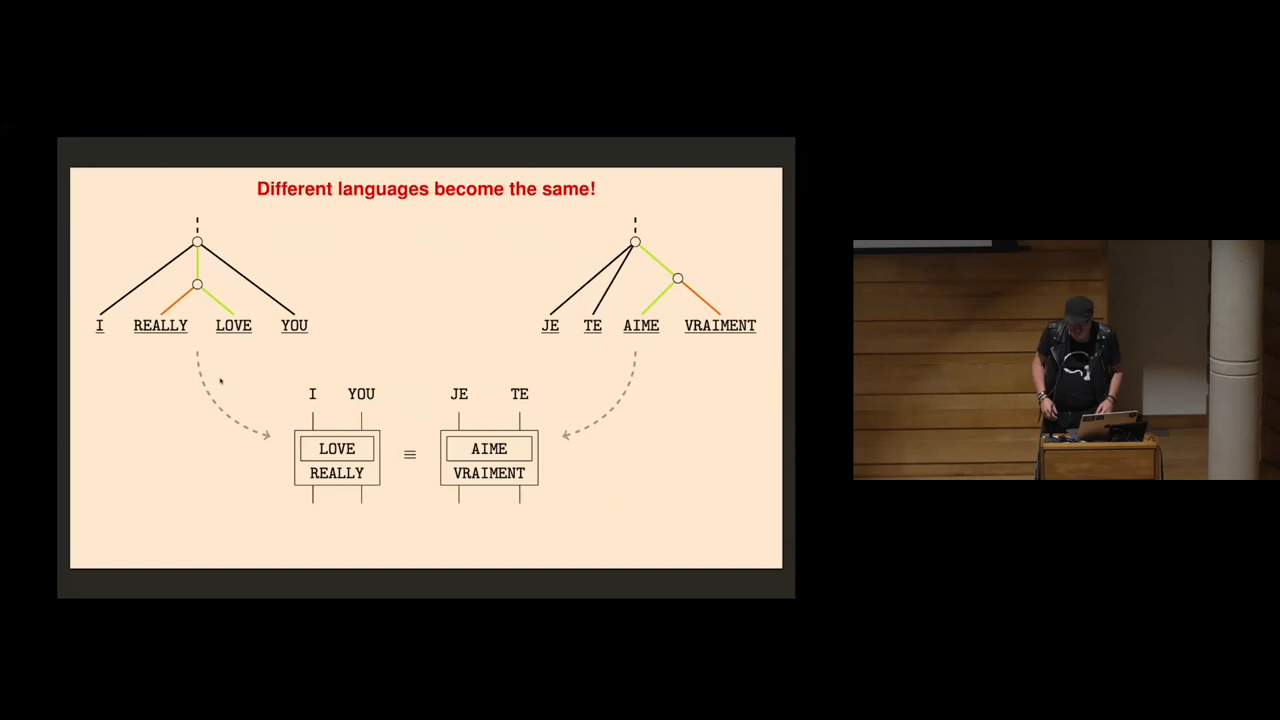 Different languages become the same!
I REALLY LOVE YOU
JE TE AIME VRAIMENT
I YOU
JE TE
LOVE
REALLY
≡
AIME
VRAIMENT